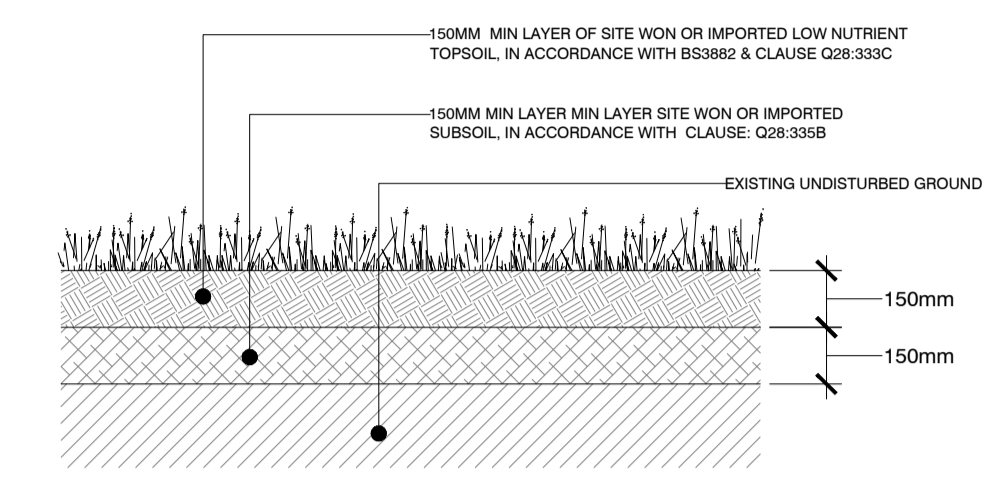 150MM MIN LAYER OF SITE WON OR IMPORTED LOW NUTRIENT
TOPSOIL, IN ACCORDANCE WITH BS3882 & CLAUSE Q28:333C
150MM MIN LAYER MIN LAYER SITE WON OR IMPORTED
SUBSOIL, IN ACCORDANCE WITH CLAUSE: Q28:335B
EXISTING UNDISTURBED GROUND
150mm
150mm